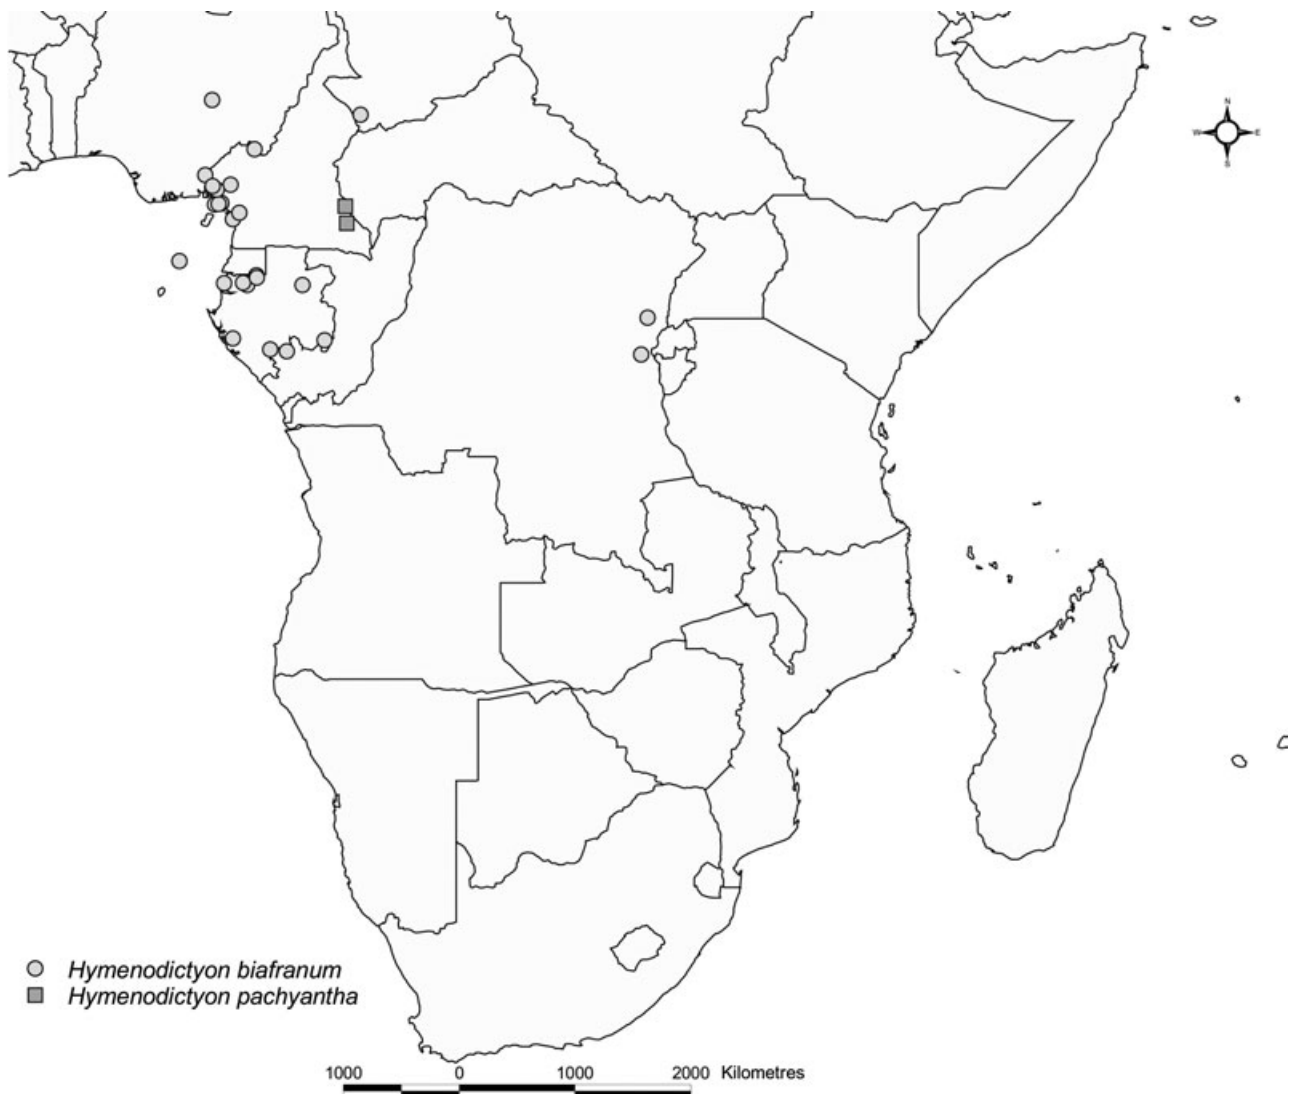 N
W E
S
Hymenodictyon biafranum
Hymenodictyon pachyantha
1000 0 1000 2000 Kilometres